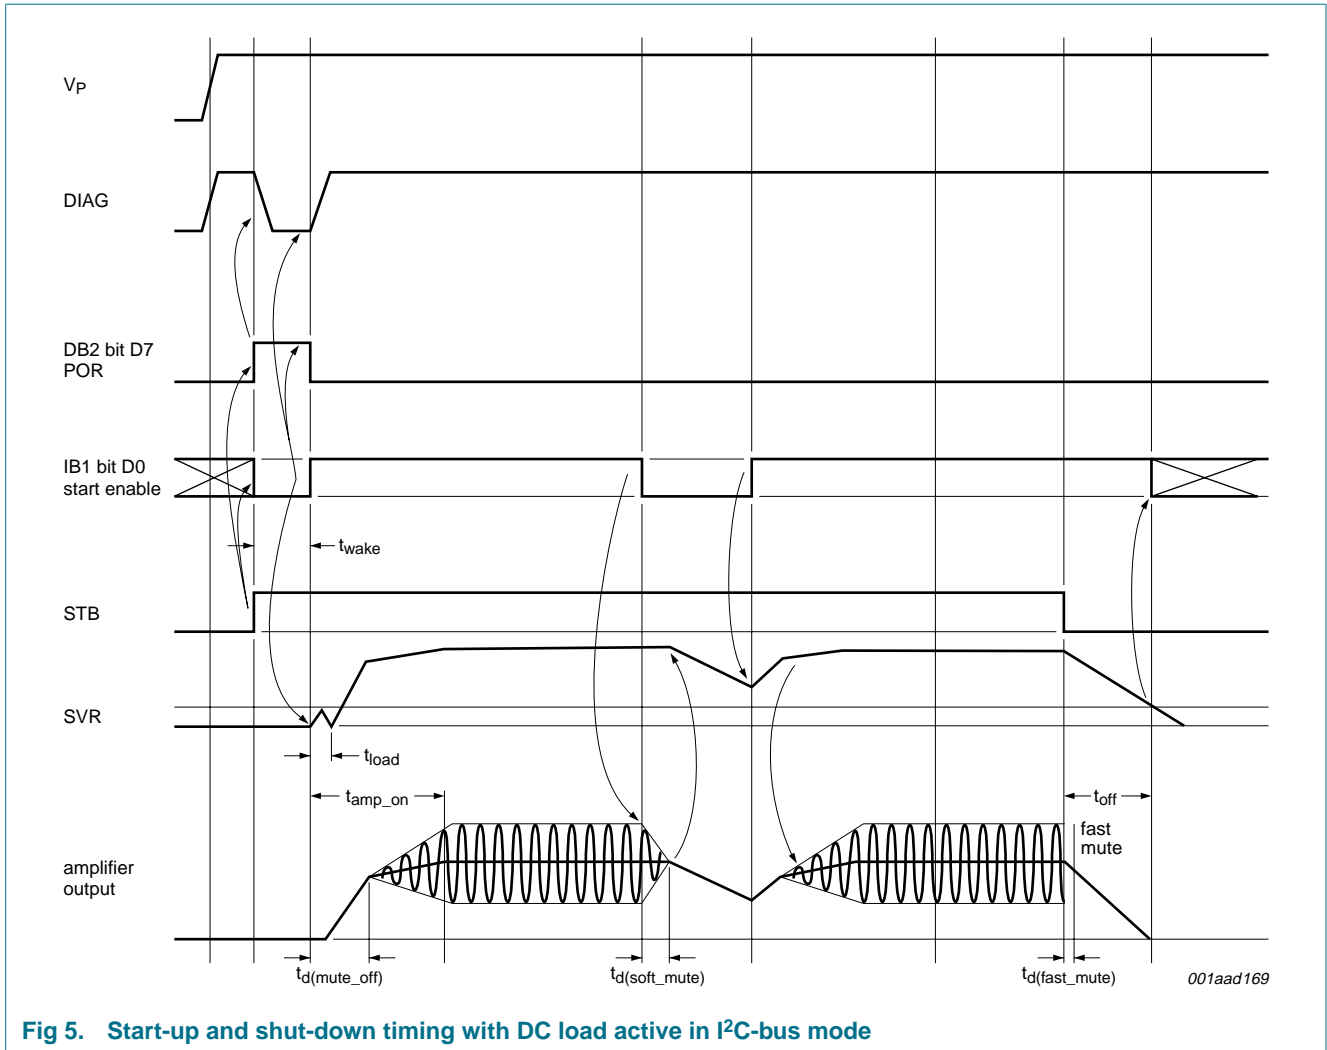 VP
DIAG
DB2 bit D7
POR
IB1 bit D0
start enable
twake
STB
SVR
tload
tamp_on
toff
fast
mute
amplifier
output
td(mute_off)
td(soft_mute)
td(fast_mute)
001aad169
Fig 5. Start-up and shut-down timing with DC load active in I²C-bus mode